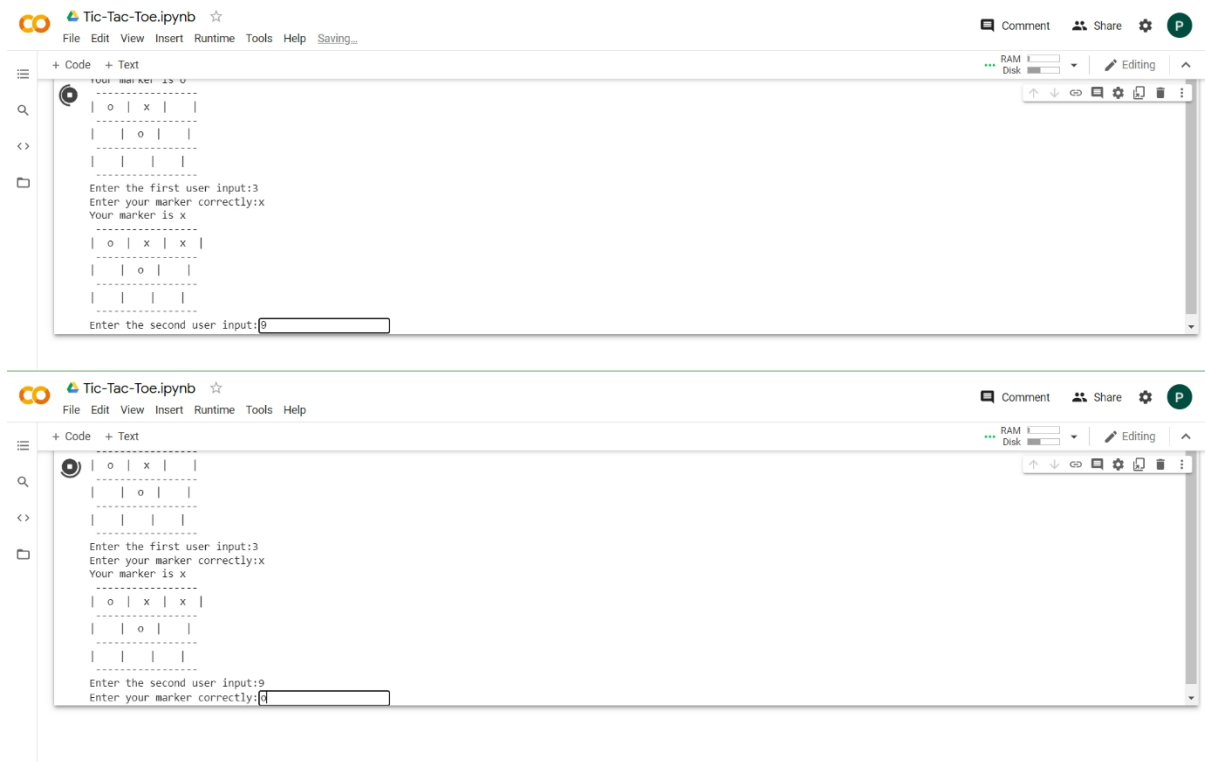 Tic-Tac-Toe.ipynb
Comment Share P
File Edit View Insert Runtime Tools Help Saving...
+ Code + Text
RAM
Disk
Editing
Your marker is o
-----------------
| o | x | |
-----------------
| | o | |
-----------------
| | | |
-----------------
Enter the first user input:3
Enter your marker correctly:x
Your marker is x
-----------------
| o | x | x |
-----------------
| | o | |
-----------------
| | | |
-----------------
Enter the second user input:9
Tic-Tac-Toe.ipynb
Comment Share P
File Edit View Insert Runtime Tools Help
+ Code + Text
RAM
Disk
Editing
-----------------
| o | x | |
-----------------
| | o | |
-----------------
| | | |
-----------------
Enter the first user input:3
Enter your marker correctly:x
Your marker is x
-----------------
| o | x | x |
-----------------
| | o | |
-----------------
| | | |
-----------------
Enter the second user input:9
Enter your marker correctly:o